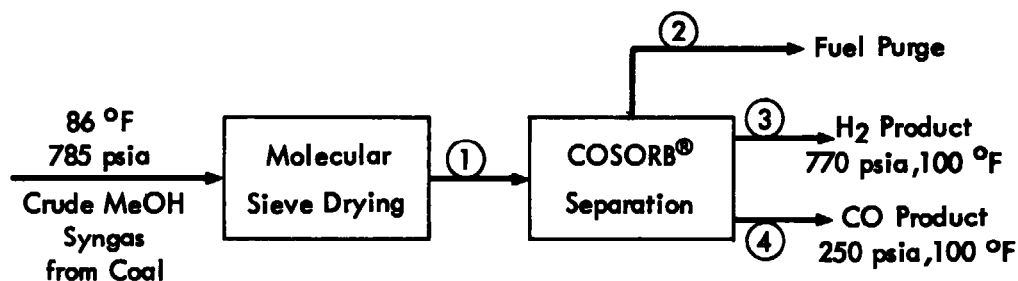 ② Fuel Purge
86 °F
785 psia
Crude MeOH
Syngas
from Coal
Molecular
Sieve Drying
①
COSORB®
Separation
③ H2 Product
770 psia,100 °F
④ CO Product
250 psia,100 °F